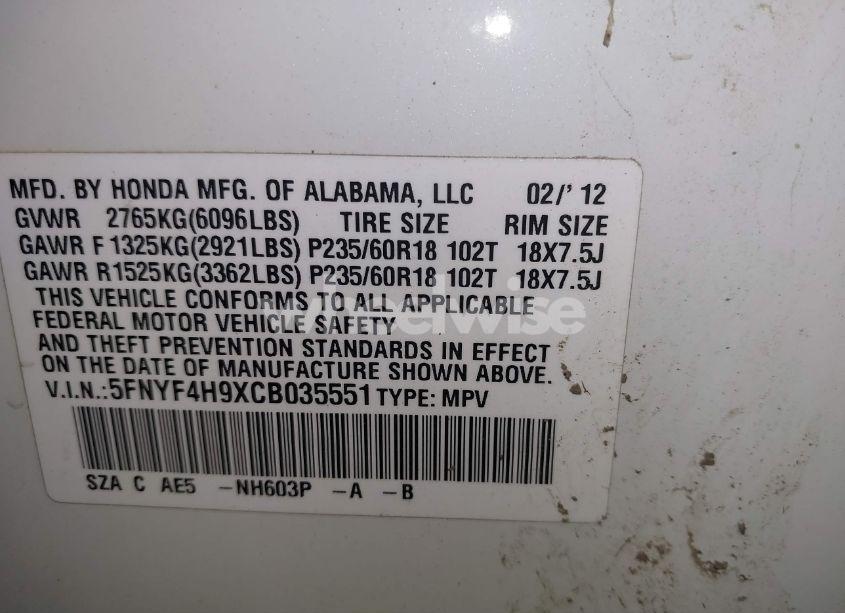 MFD. BY HONDA MFG. OF ALABAMA, LLC 02/' 12
GVWR 2765KG(6096LBS) TIRE SIZE RIM SIZE
GAWR F 1325KG(2921LBS) P235/60R18 102T 18X7.5J
GAWR R1525KG(3362LBS) P235/60R18 102T 18X7.5J
THIS VEHICLE CONFORMS TO ALL APPLICABLE
FEDERAL MOTOR VEHICLE SAFETY
AND THEFT PREVENTION STANDARDS IN EFFECT
ON THE DATE OF MANUFACTURE SHOWN ABOVE.
V.I.N.:5FNYF4H9XCB035551 TYPE: MPV
SZA C AE5 -NH603P -A -B
wheelwise